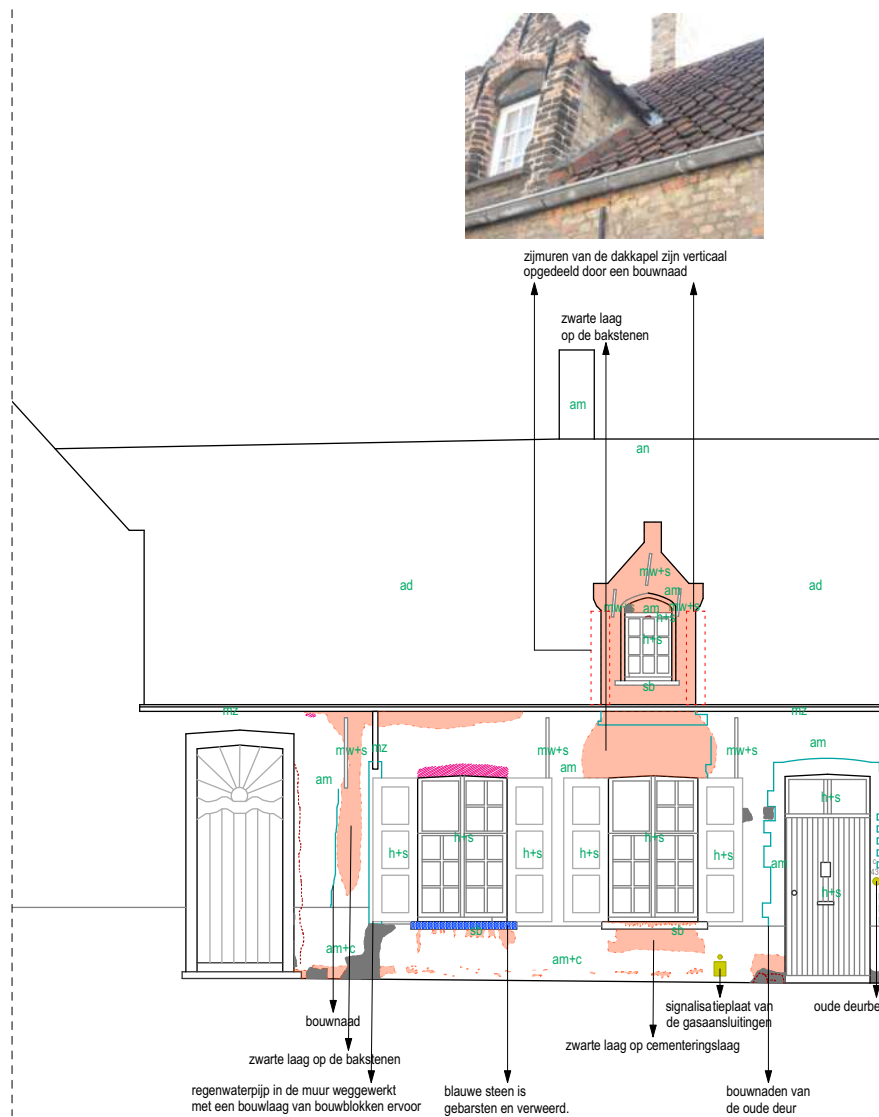 zijmuren van de dakkapel zijn verticaal
opgedeeld door een bouwnaad
zwarte laag
op de bakstenen
am
an
ad
mw+s
ad
am
am
mw+s
h+s
h+s
sb
mz
mz
mw+s
mz
mw+s
mw+s
am
am
am
h+s
h+s
h+s
h+s
h+s
h+s
am
h+s
sb
sb
am+c
am+c
bouwnaad
signalisatieplaat van
de gasaansluitingen
oude deurbe
zwarte laag op de bakstenen
zwarte laag op cementeringslaag
regenwaterpijp in de muur weggewerkt
met een bouwlaag van bouwblokken ervoor
blauwe steen is
gebarsten en verweerd.
bouwnaden van
de oude deur